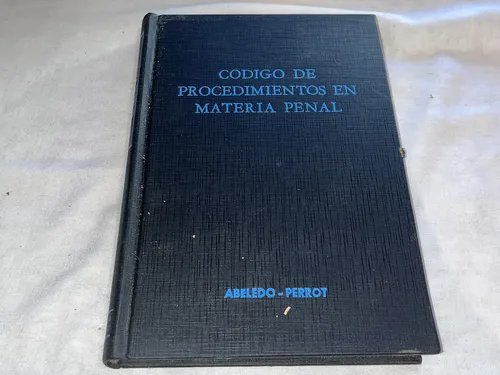 CODIGO DE
PROCEDIMIENTOS EN
MATERIA PENAL
ABELEDO - PERROT